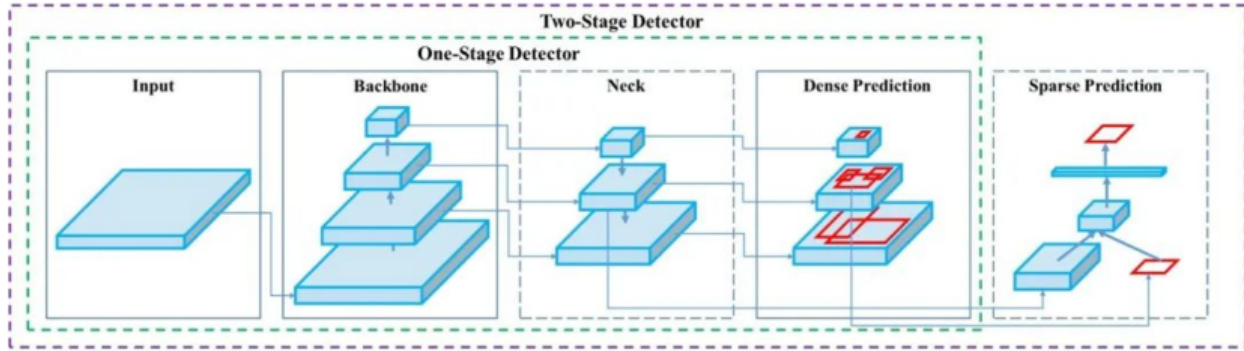 Two-Stage Detector
One-Stage Detector
Input
Backbone
Neck
Dense Prediction
Sparse Prediction